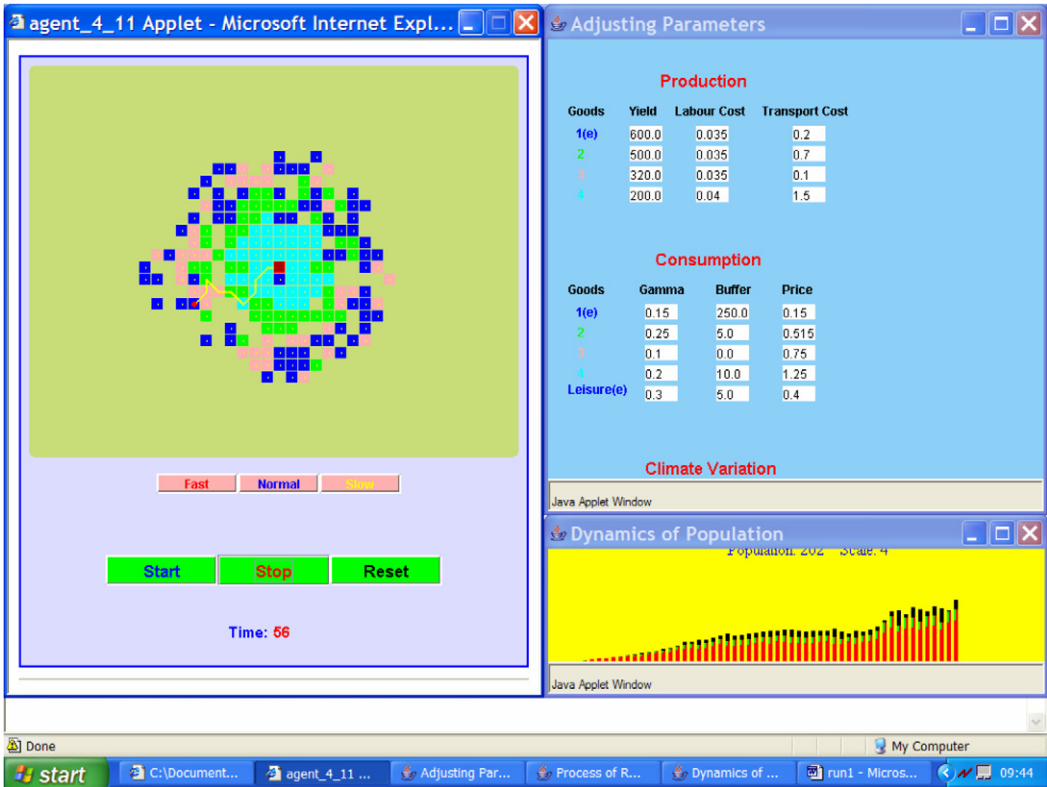 agent_4_11 Applet - Microsoft Internet Expl...
Fast Normal Slow
Start Stop Reset
Time: 56
Adjusting Parameters
Production
Goods Yield Labour Cost Transport Cost
1(e) 600.0 0.035 0.2
2 500.0 0.035 0.7
3 320.0 0.035 0.1
4 200.0 0.04 1.5
Consumption
Goods Gamma Buffer Price
1(e) 0.15 250.0 0.15
2 0.25 5.0 0.515
3 0.1 0.0 0.75
4 0.2 10.0 1.25
Leisure(e) 0.3 5.0 0.4
Climate Variation
Java Applet Window
Dynamics of Population
Population: 202 Scale: 4
Java Applet Window
Done My Computer
start C:\Document... agent_4_11 ... Adjusting Par... Process of R... Dynamics of ... run1 - Micros... 09:44